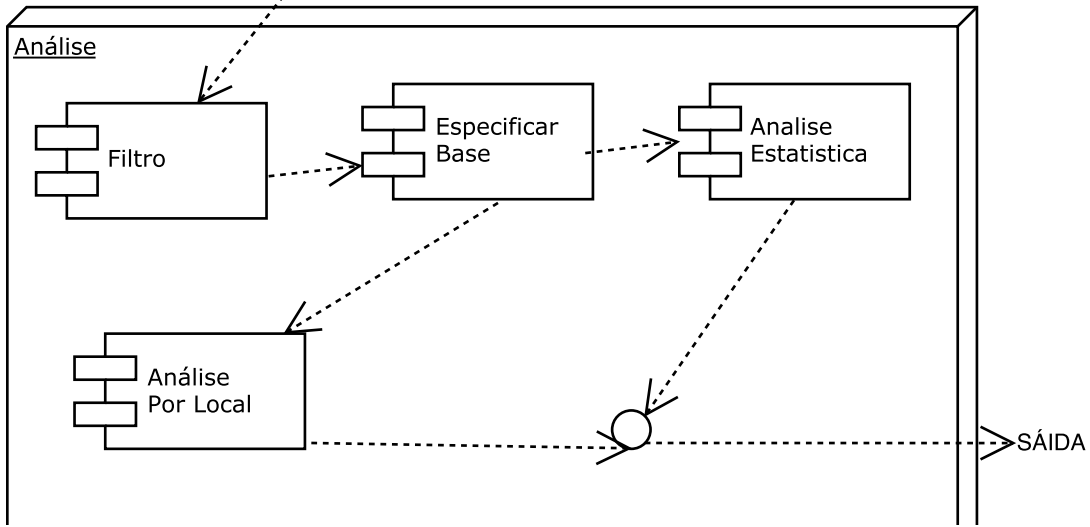 Análise
Filtro
Especificar
Base
Analise
Estatistica
Análise
Por Local
SÁIDA